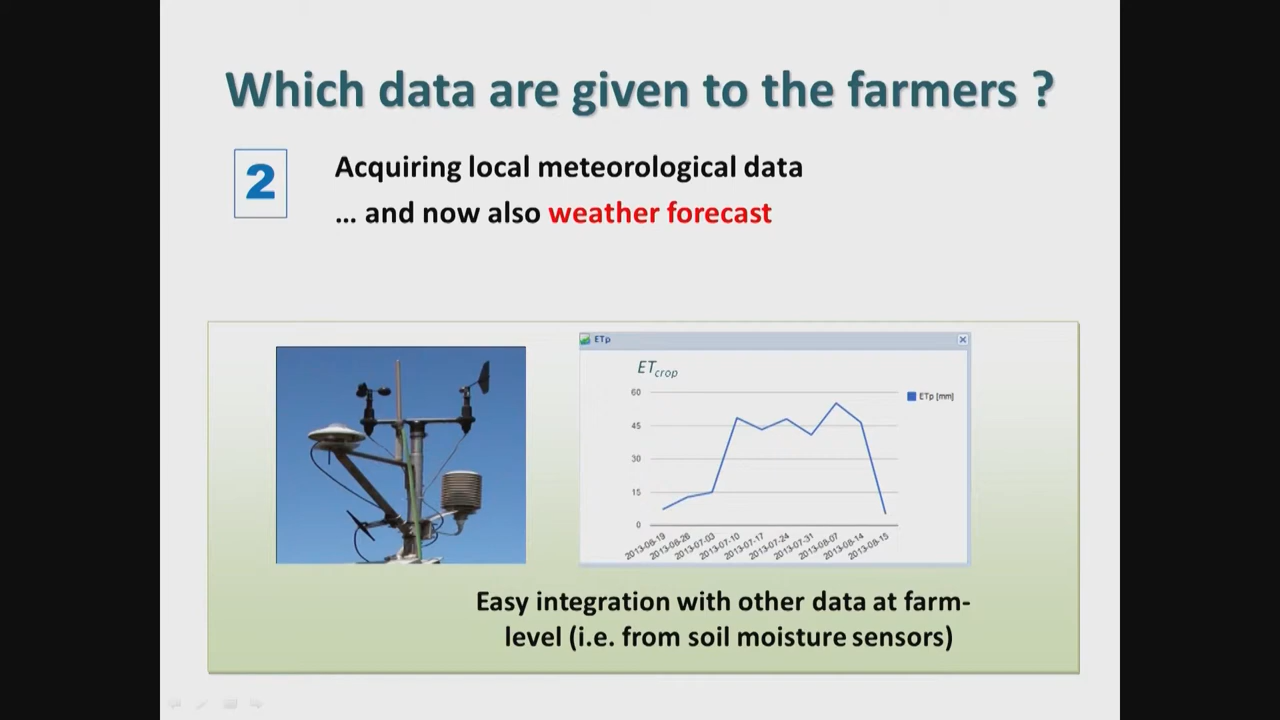 Which data are given to the farmers ?
2
Acquiring local meteorological data
... and now also weather forecast
ETp
ETcrop
60
45
30
15
0
ETp [mm]
2013-06-19
2013-06-26
2013-07-03
2013-07-10
2013-07-17
2013-07-24
2013-07-31
2013-08-07
2013-08-14
2013-08-15
Easy integration with other data at farm-
level (i.e. from soil moisture sensors)